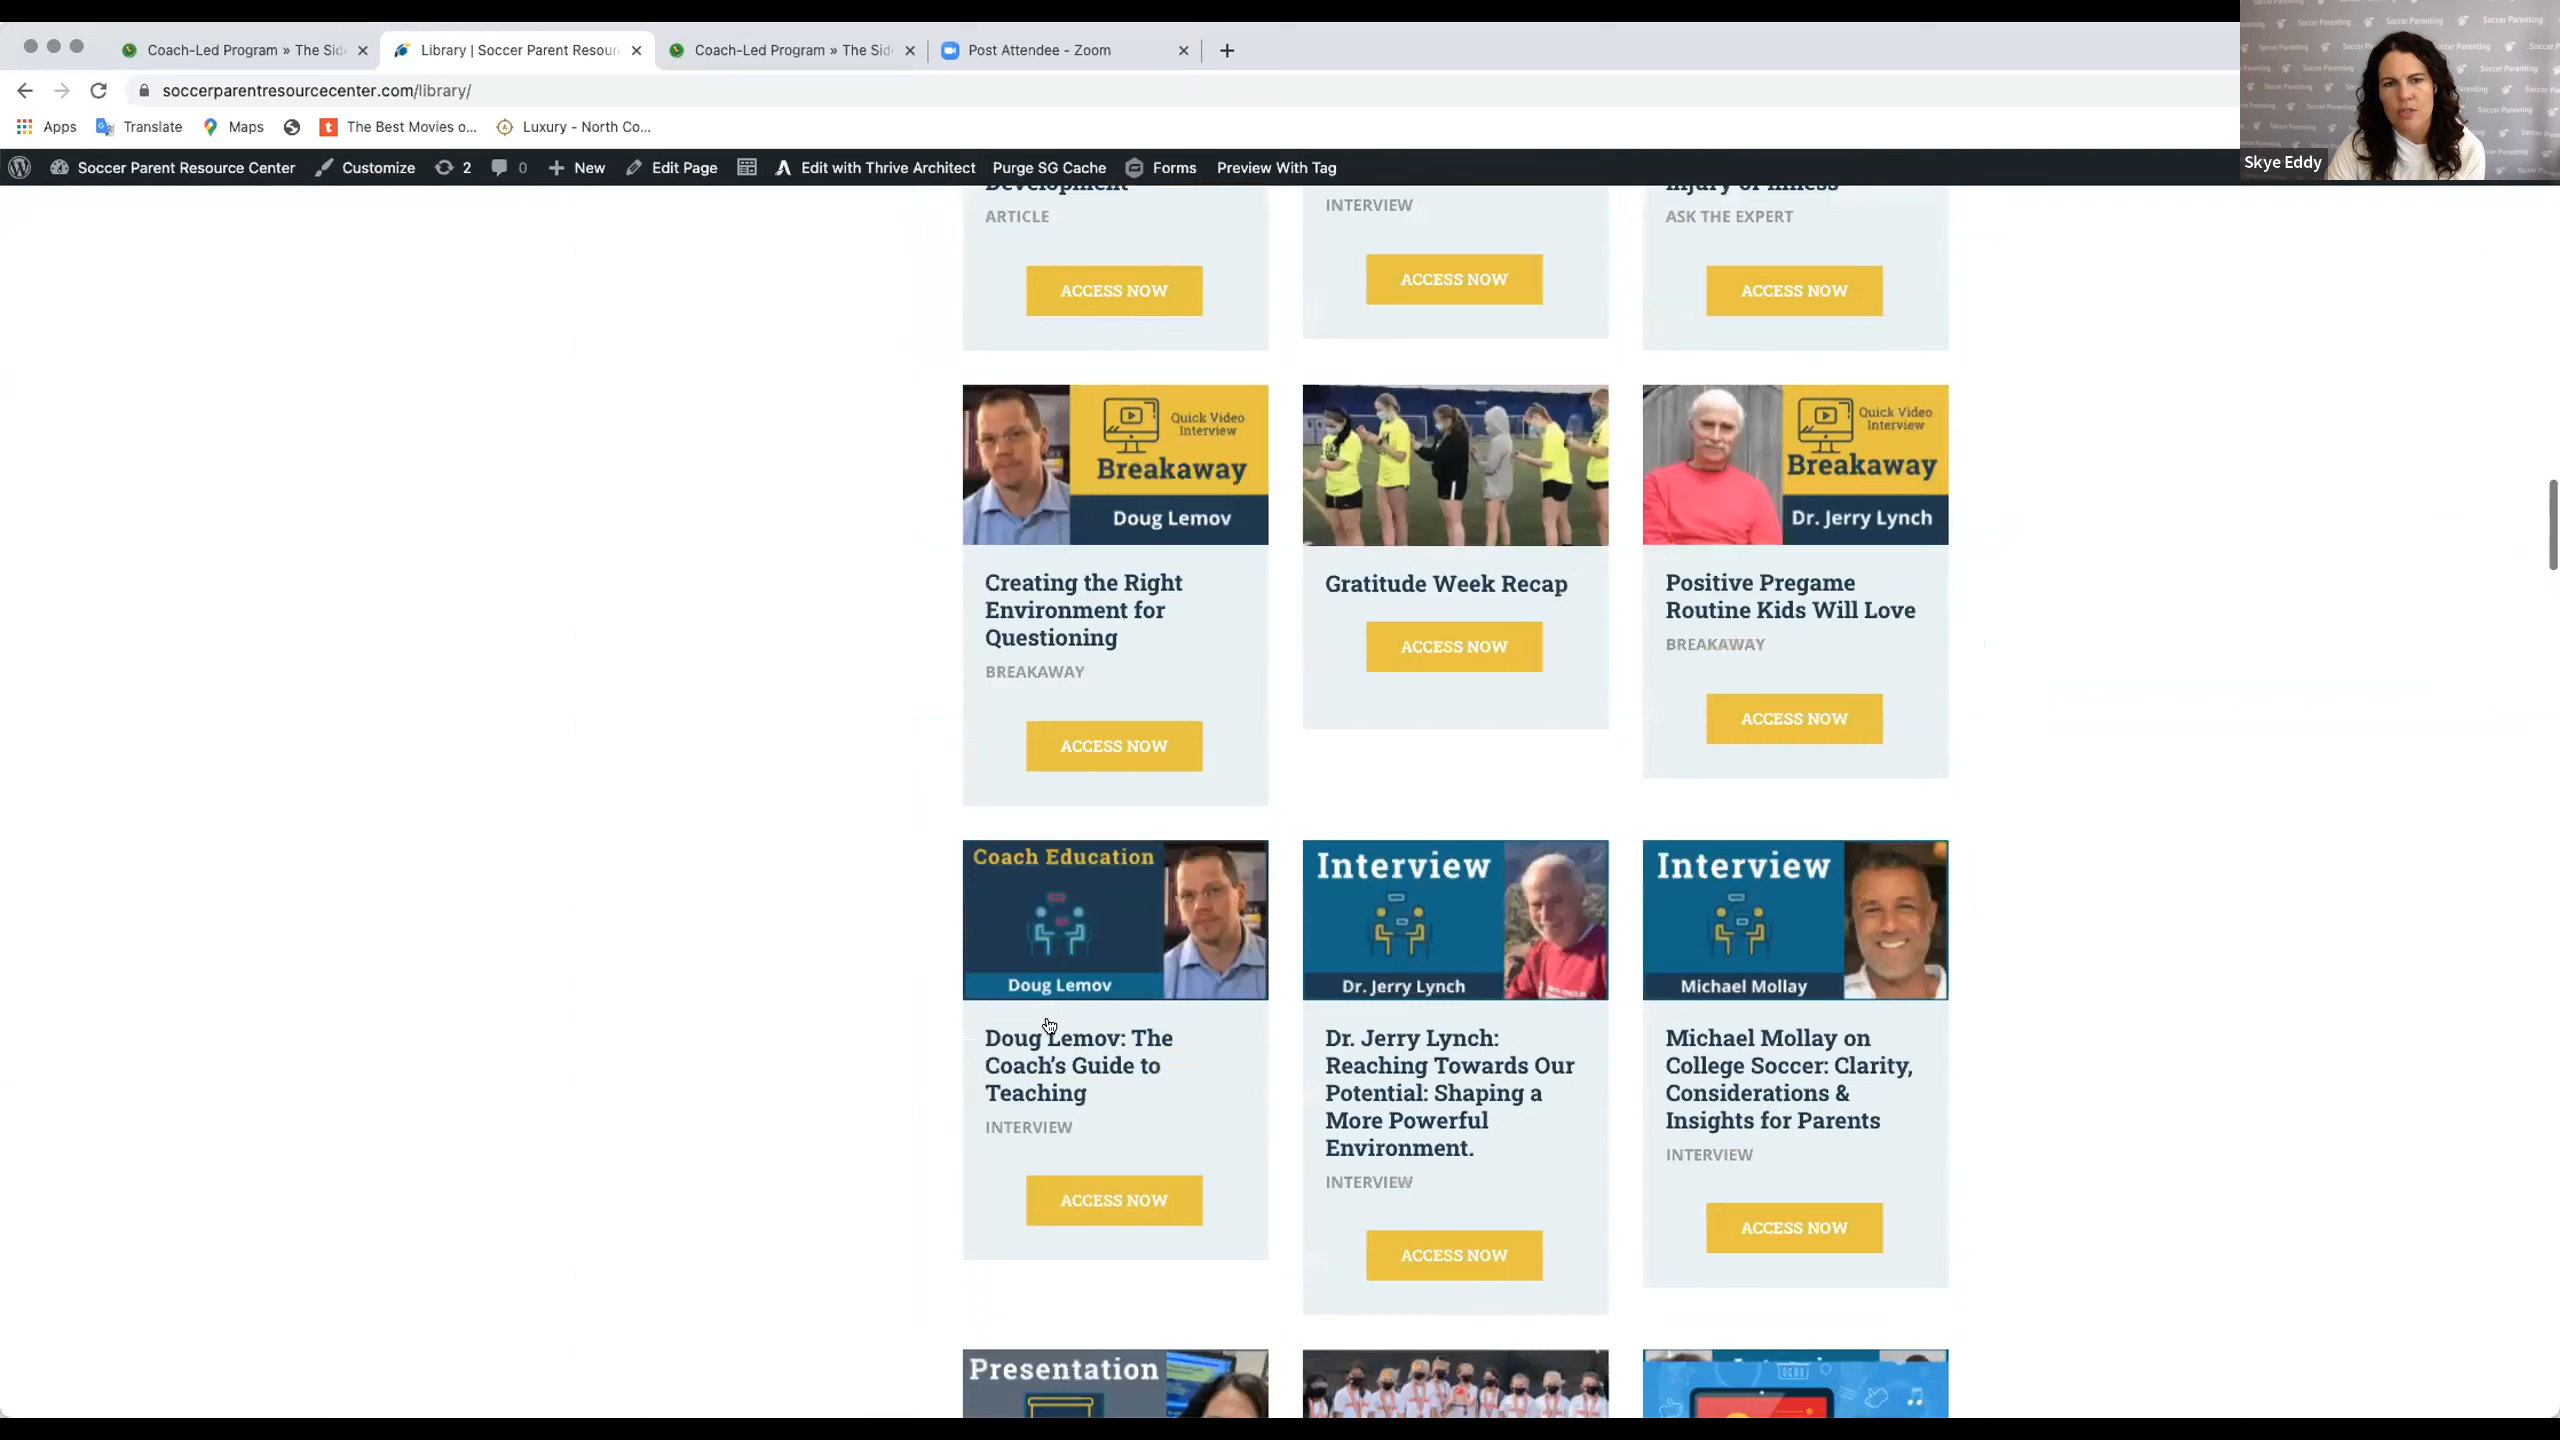 Coach-Led Program » The Sid
Library | Soccer Parent Resour
Coach-Led Program » The Sid
Post Attendee - Zoom
soccerparentresourcecenter.com/library/
Apps
Translate
Maps
The Best Movies o...
Luxury - North Co...
Soccer Parent Resource Center
Customize
2
0
New
Edit Page
Edit with Thrive Architect
Purge SG Cache
Forms
Preview With Tag
Skye Eddy
Development
ARTICLE
ACCESS NOW
INTERVIEW
ACCESS NOW
Injury or Illness
ASK THE EXPERT
ACCESS NOW
Quick Video
Interview
Breakaway
Doug Lemov
Creating the Right
Environment for
Questioning
BREAKAWAY
ACCESS NOW
Gratitude Week Recap
ACCESS NOW
Quick Video
Interview
Breakaway
Dr. Jerry Lynch
Positive Pregame
Routine Kids Will Love
BREAKAWAY
ACCESS NOW
Coach Education
Doug Lemov
Doug Lemov: The
Coach's Guide to
Teaching
INTERVIEW
ACCESS NOW
Interview
Dr. Jerry Lynch
Dr. Jerry Lynch:
Reaching Towards Our
Potential: Shaping a
More Powerful
Environment.
INTERVIEW
ACCESS NOW
Interview
Michael Mollay
Michael Mollay on
College Soccer: Clarity,
Considerations &
Insights for Parents
INTERVIEW
ACCESS NOW
Presentation